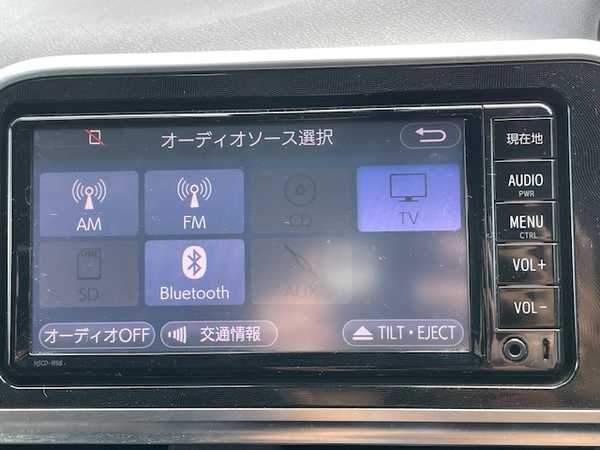 オーディオソース選択
現在地
AM
FM
CD
TV
AUDIO
PWR
MENU
CTRL
SD
Bluetooth
AUX
VOL+
VOL-
オーディオOFF
交通情報
TILT・EJECT
NSCD-W66